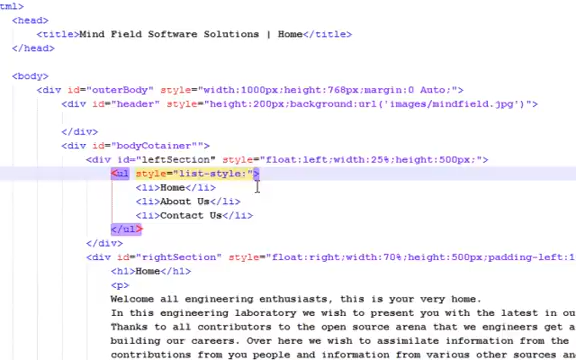 tml>
<head>
<title>Mind Field Software Solutions | Home</title>
</head>
<body>
<div id="outerBody" style="width:1000px;height:768px;margin:0 Auto;">
<div id="header" style="height:200px;background:url('images/mindfield.jpg')">
</div>
<div id="bodyCotainer"">
<div id="leftSection" style="float:left;width:25%;height:500px;">
<ul style="list-style:">
<li>Home</li>
<li>About Us</li>
<li>Contact Us</li>
</ul>
</div>
<div id="rightSection" style="float:right;width:70%;height:500px;padding-left:1
<h1>Home</h1>
<p>
Welcome all engineering enthusiasts, this is your very home.
In this engineering laboratory we wish to present you with the latest in ou
Thanks to all contributors to the open source arena that we engineers get a
building our careers. Over here we wish to assimilate information from the
contributions from you people and information from various other sources an